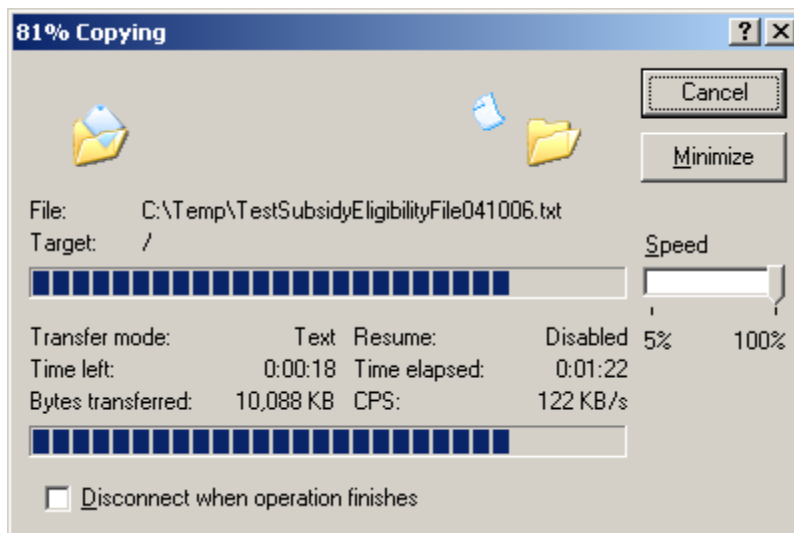 81% Copying
Cancel
Minimize
File: C:\Temp\TestSubsidyEligibilityFile041006.txt
Target: /
Speed
Transfer mode: Text Resume: Disabled
5% 100%
Time left: 0:00:18 Time elapsed: 0:01:22
Bytes transferred: 10,088 KB CPS: 122 KB/s
Disconnect when operation finishes